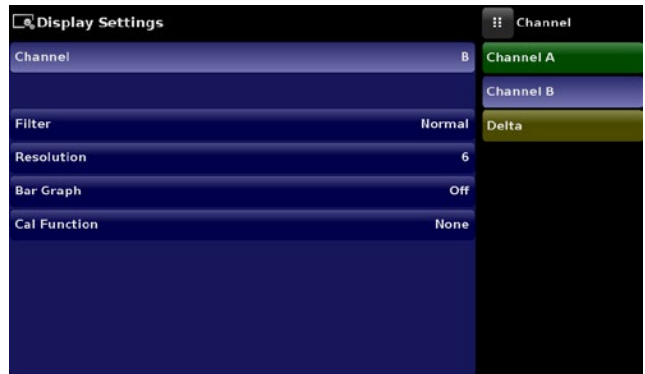 Display Settings
Channel
Channel B
Channel A
Channel B
Filter Normal
Delta
Resolution 6
Bar Graph Off
Cal Function None